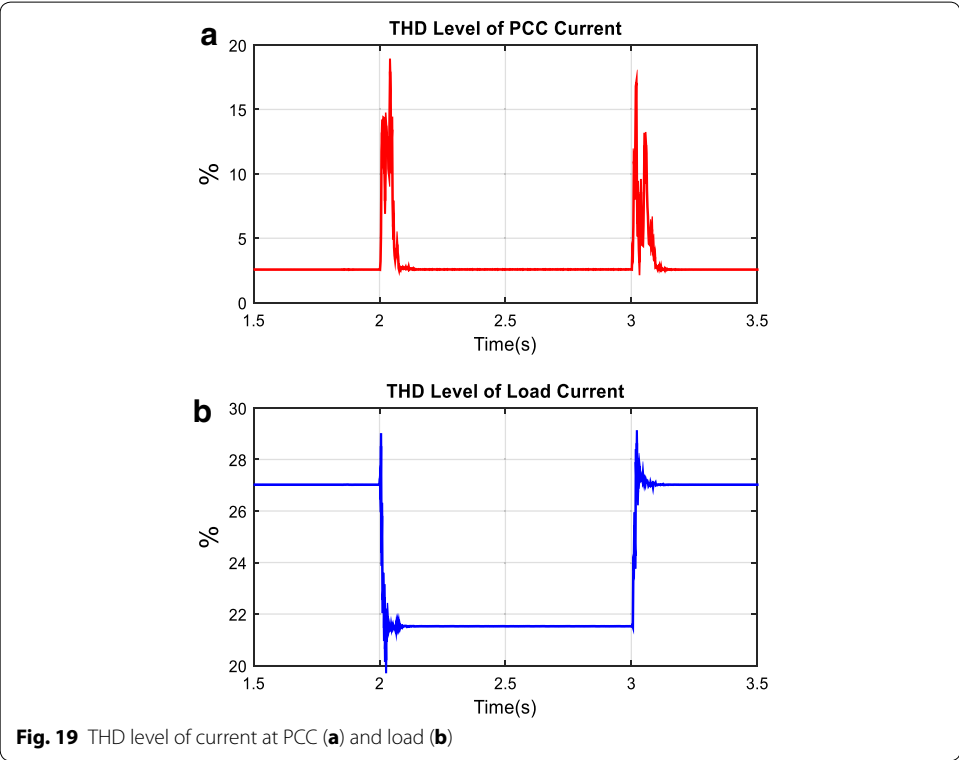 a
THD Level of PCC Current
20
15
10
5
0
%
1.5 2 2.5 3 3.5
Time(s)
b
THD Level of Load Current
30
28
26
24
22
20
%
1.5 2 2.5 3 3.5
Time(s)
Fig. 19 THD level of current at PCC (a) and load (b)